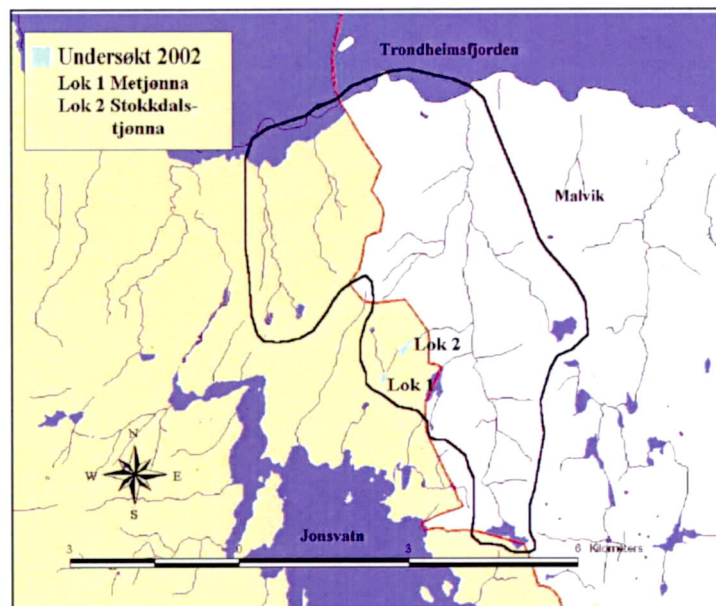 Undersøkt 2002
Lok 1 Metjønna
Lok 2 Stokkdals-
tjønna
Trondheimsfjorden
Malvik
Lok 2
Lok 1
N
W E
S
Jonsvatn
3 0 3 6 Kilometers